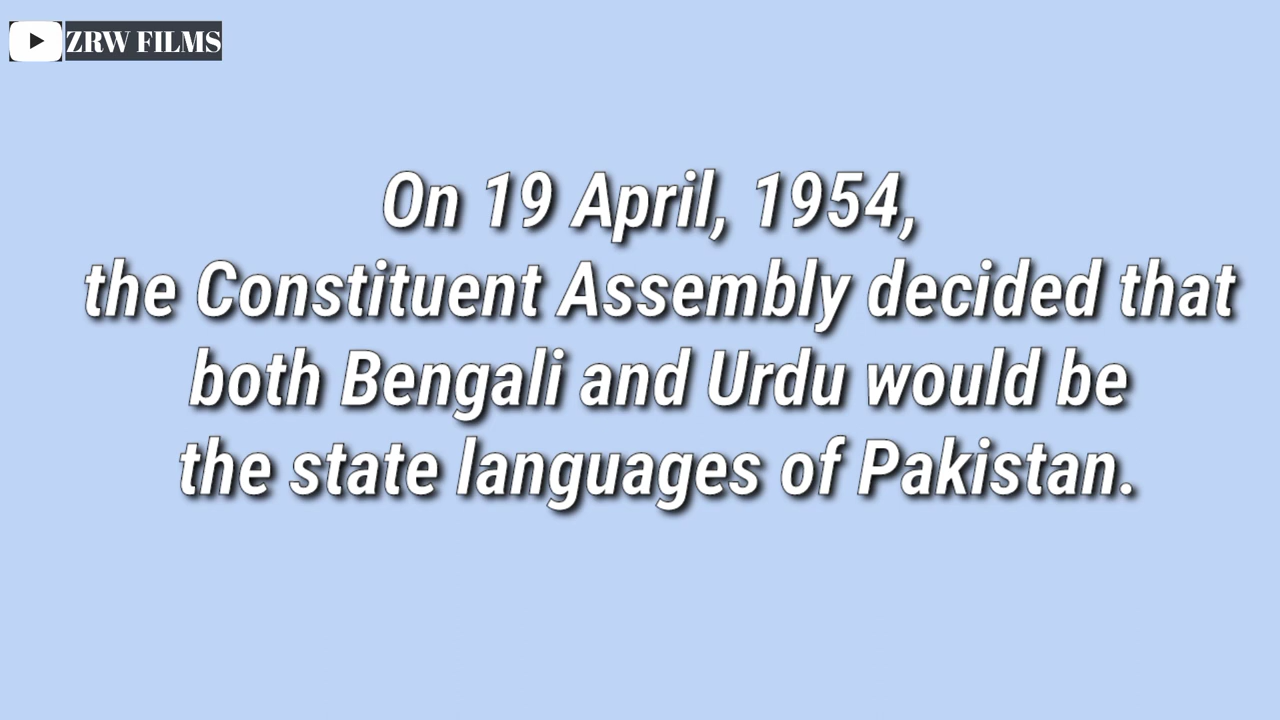 ZRW FILMS
On 19 April, 1954,
the Constituent Assembly decided that
both Bengali and Urdu would be
the state languages of Pakistan.